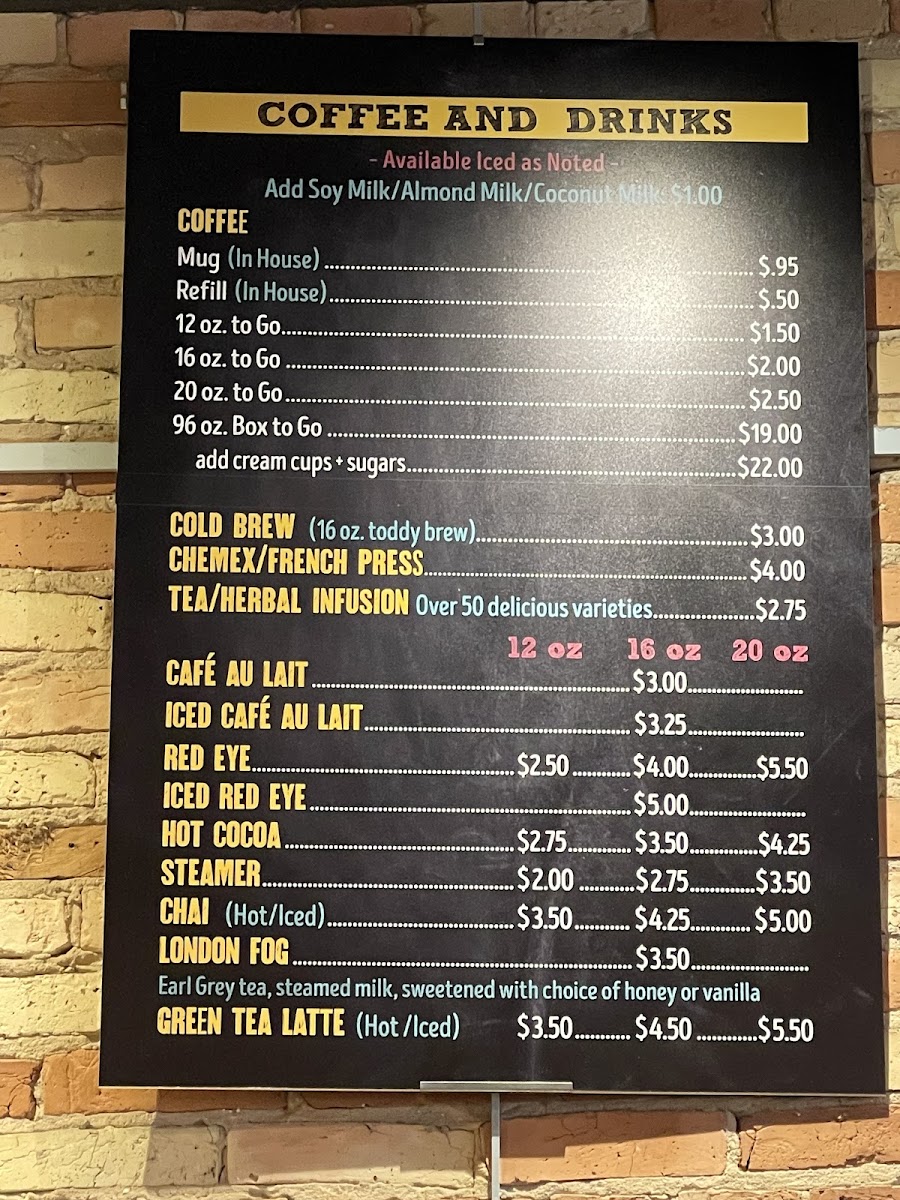 COFFEE AND DRINKS
- Available Iced as Noted -
Add Soy Milk/Almond Milk/Coconut Milk: $1.00
COFFEE
Mug (In House) $.95
Refill (In House) $.50
12 oz. to Go $1.50
16 oz. to Go $2.00
20 oz. to Go $2.50
96 oz. Box to Go $19.00
add cream cups + sugars $22.00
COLD BREW (16 oz. toddy brew) $3.00
CHEMEX/FRENCH PRESS $4.00
TEA/HERBAL INFUSION Over 50 delicious varieties $2.75
12 oz 16 oz 20 oz
CAFÉ AU LAIT $3.00
ICED CAFÉ AU LAIT $3.25
RED EYE $2.50 $4.00 $5.50
ICED RED EYE $5.00
HOT COCOA $2.75 $3.50 $4.25
STEAMER $2.00 $2.75 $3.50
CHAI (Hot/Iced) $3.50 $4.25 $5.00
LONDON FOG $3.50
Earl Grey tea, steamed milk, sweetened with choice of honey or vanilla
GREEN TEA LATTE (Hot /Iced) $3.50 $4.50 $5.50